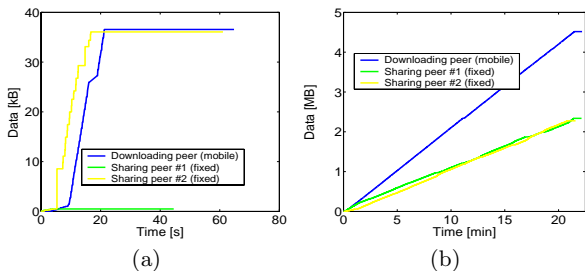 40
30
20
10
0
0
20
40
60
80
Data [kB]
Time [s]
Downloading peer (mobile)
Sharing peer #1 (fixed)
Sharing peer #2 (fixed)
(a)
5
4
3
2
1
0
0
5
10
15
20
Data [MB]
Time [min]
Downloading peer (mobile)
Sharing peer #1 (fixed)
Sharing peer #2 (fixed)
(b)